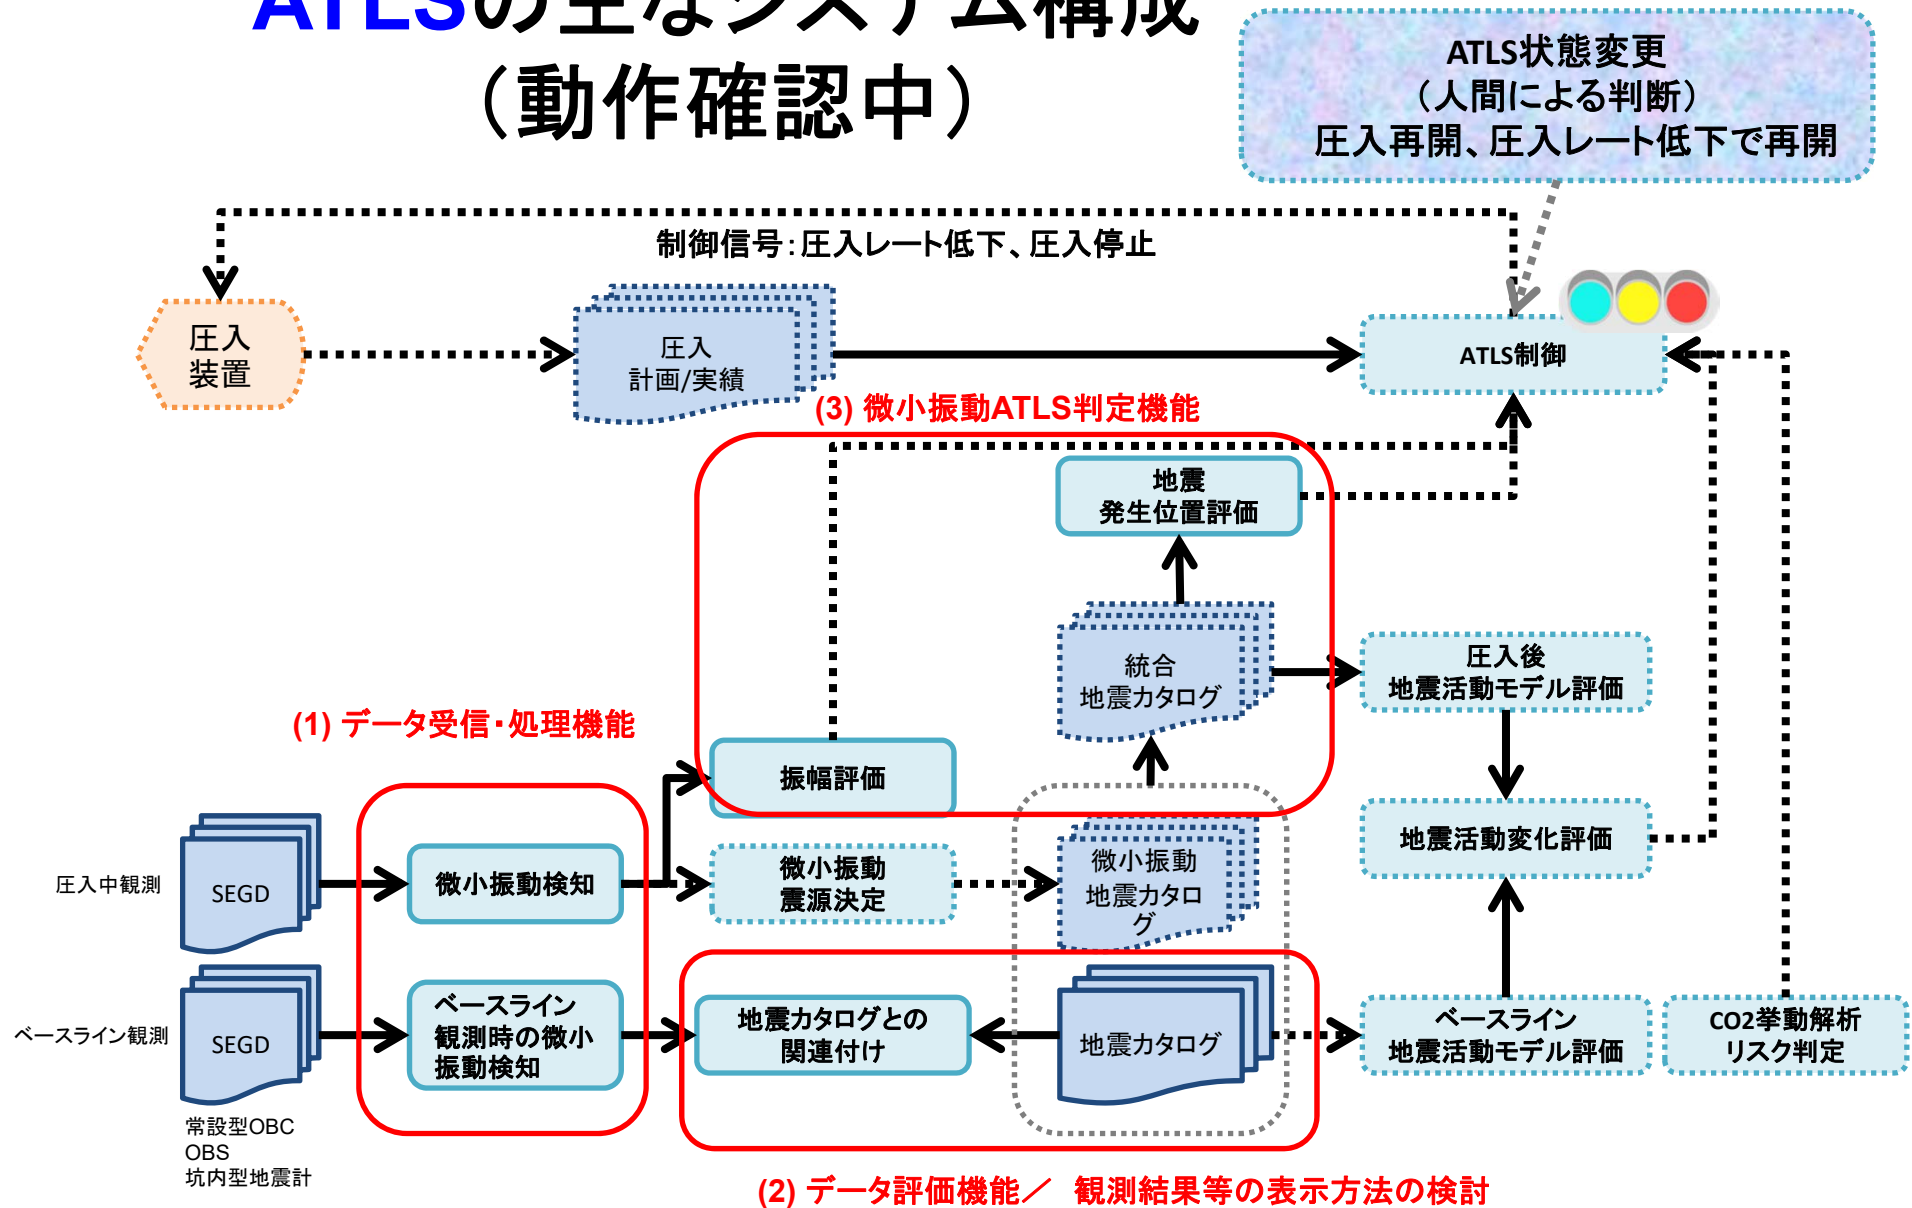 ATLSの主なシステム構成
（動作確認中）
ATLS状態変更
（人間による判断）
圧入再開、圧入レート低下で再開
制御信号：圧入レート低下、圧入停止
圧入
装置
圧入
計画/実績
ATLS制御
(3) 微小振動ATLS判定機能
地震
発生位置評価
統合
地震カタログ
圧入後
地震活動モデル評価
(1) データ受信・処理機能
振幅評価
地震活動変化評価
圧入中観測
SEGD
微小振動検知
微小振動
震源決定
微小振動
地震カタロ
グ
ベースライン観測
SEGD
ベースライン
観測時の微小
振動検知
地震カタログとの
関連付け
地震カタログ
ベースライン
地震活動モデル評価
CO2挙動解析
リスク判定
常設型OBC
OBS
坑内型地震計
(2) データ評価機能／　観測結果等の表示方法の検討